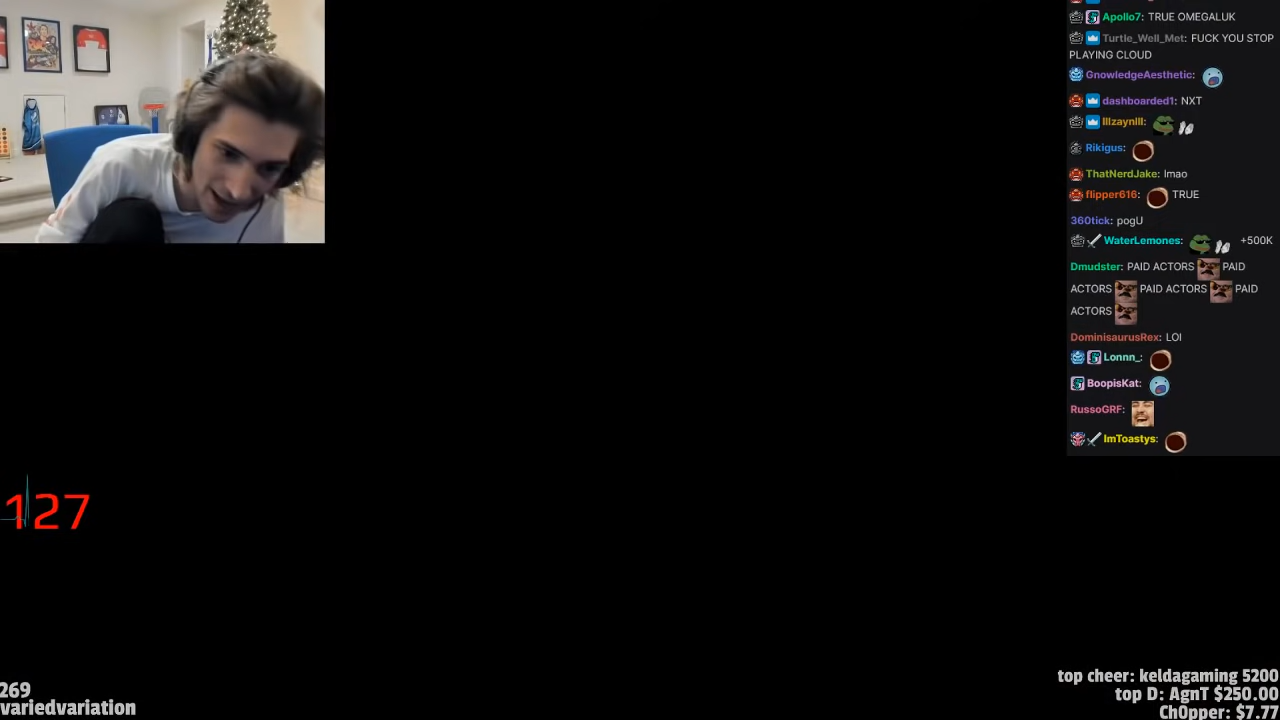 Apollo7: TRUE OMEGALUK
Turtle_Well_Met: FUCK YOU STOP
PLAYING CLOUD
GnowledgeAesthetic:
dashboarded1: NXT
IIIzaynIII:
Rikigus:
ThatNerdJake: lmao
flipper616: TRUE
360tick: pogU
WaterLemones: +500K
Dmudster: PAID ACTORS PAID
ACTORS PAID ACTORS PAID
ACTORS
DominisaurusRex: LOl
Lonnn_:
BoopisKat:
RussoGRF:
ImToastys:
127
269
variedvariation
top cheer: keldagaming 5200
top D: AgnT $250.00
Ch0pper: $7.77